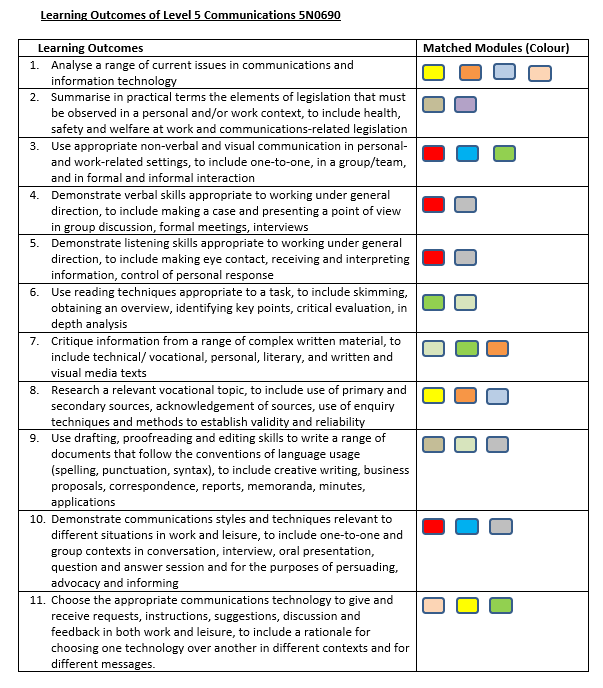 Learning Outcomes of Level 5 Communications 5N0690
Learning Outcomes
Matched Modules (Colour)
1. Analyse a range of current issues in communications and
information technology
2. Summarise in practical terms the elements of legislation that must
be observed in a personal and/or work context, to include health,
safety and welfare at work and communications-related legislation
3. Use appropriate non-verbal and visual communication in personal-
and work-related settings, to include one-to-one, in a group/team,
and in formal and informal interaction
4. Demonstrate verbal skills appropriate to working under general
direction, to include making a case and presenting a point of view
in group discussion, formal meetings, interviews
5. Demonstrate listening skills appropriate to working under general
direction, to include making eye contact, receiving and interpreting
information, control of personal response
6. Use reading techniques appropriate to a task, to include skimming,
obtaining an overview, identifying key points, critical evaluation, in
depth analysis
7. Critique information from a range of complex written material, to
include technical/ vocational, personal, literary, and written and
visual media texts
8. Research a relevant vocational topic, to include use of primary and
secondary sources, acknowledgement of sources, use of enquiry
techniques and methods to establish validity and reliability
9. Use drafting, proofreading and editing skills to write a range of
documents that follow the conventions of language usage
(spelling, punctuation, syntax), to include creative writing, business
proposals, correspondence, reports, memoranda, minutes,
applications
10. Demonstrate communications styles and techniques relevant to
different situations in work and leisure, to include one-to-one and
group contexts in conversation, interview, oral presentation,
question and answer session and for the purposes of persuading,
advocacy and informing
11. Choose the appropriate communications technology to give and
receive requests, instructions, suggestions, discussion and
feedback in both work and leisure, to include a rationale for
choosing one technology over another in different contexts and for
different messages.